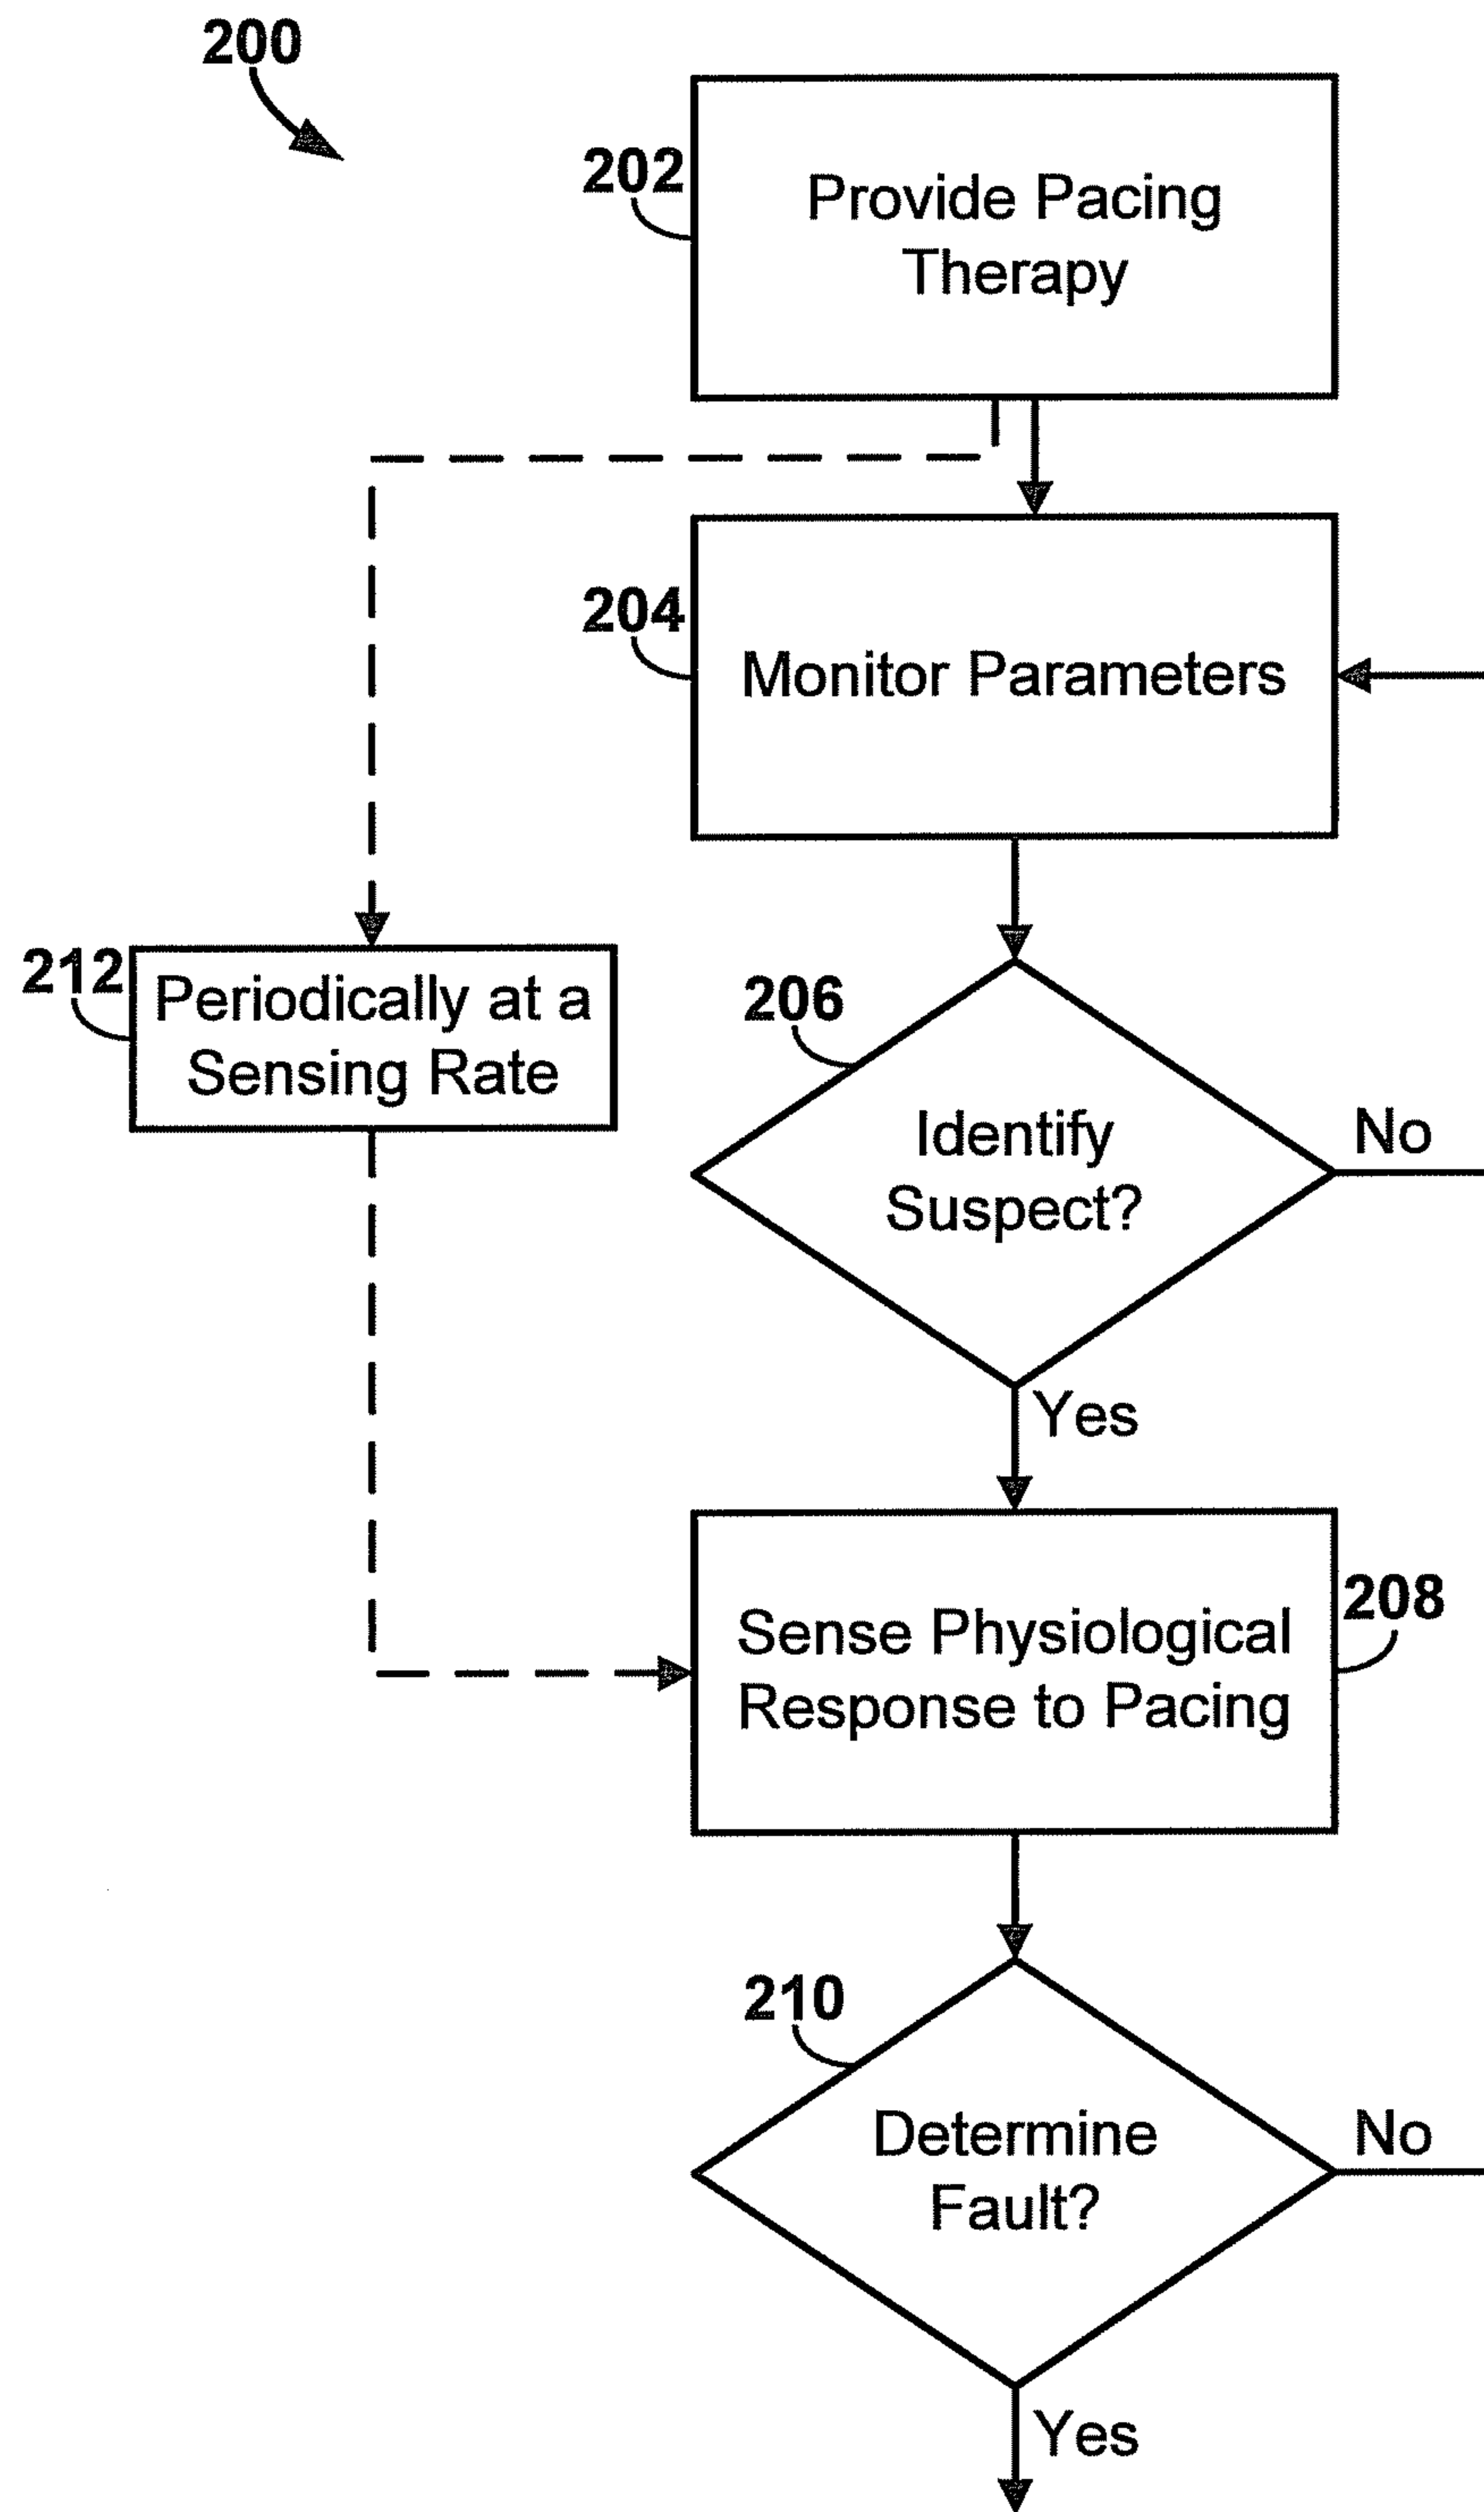 200
202
Provide Pacing
Therapy
204
Monitor Parameters
212
Periodically at a
Sensing Rate
206
Identify
Suspect?
No
Yes
208
Sense Physiological
Response to Pacing
210
Determine
Fault?
No
Yes